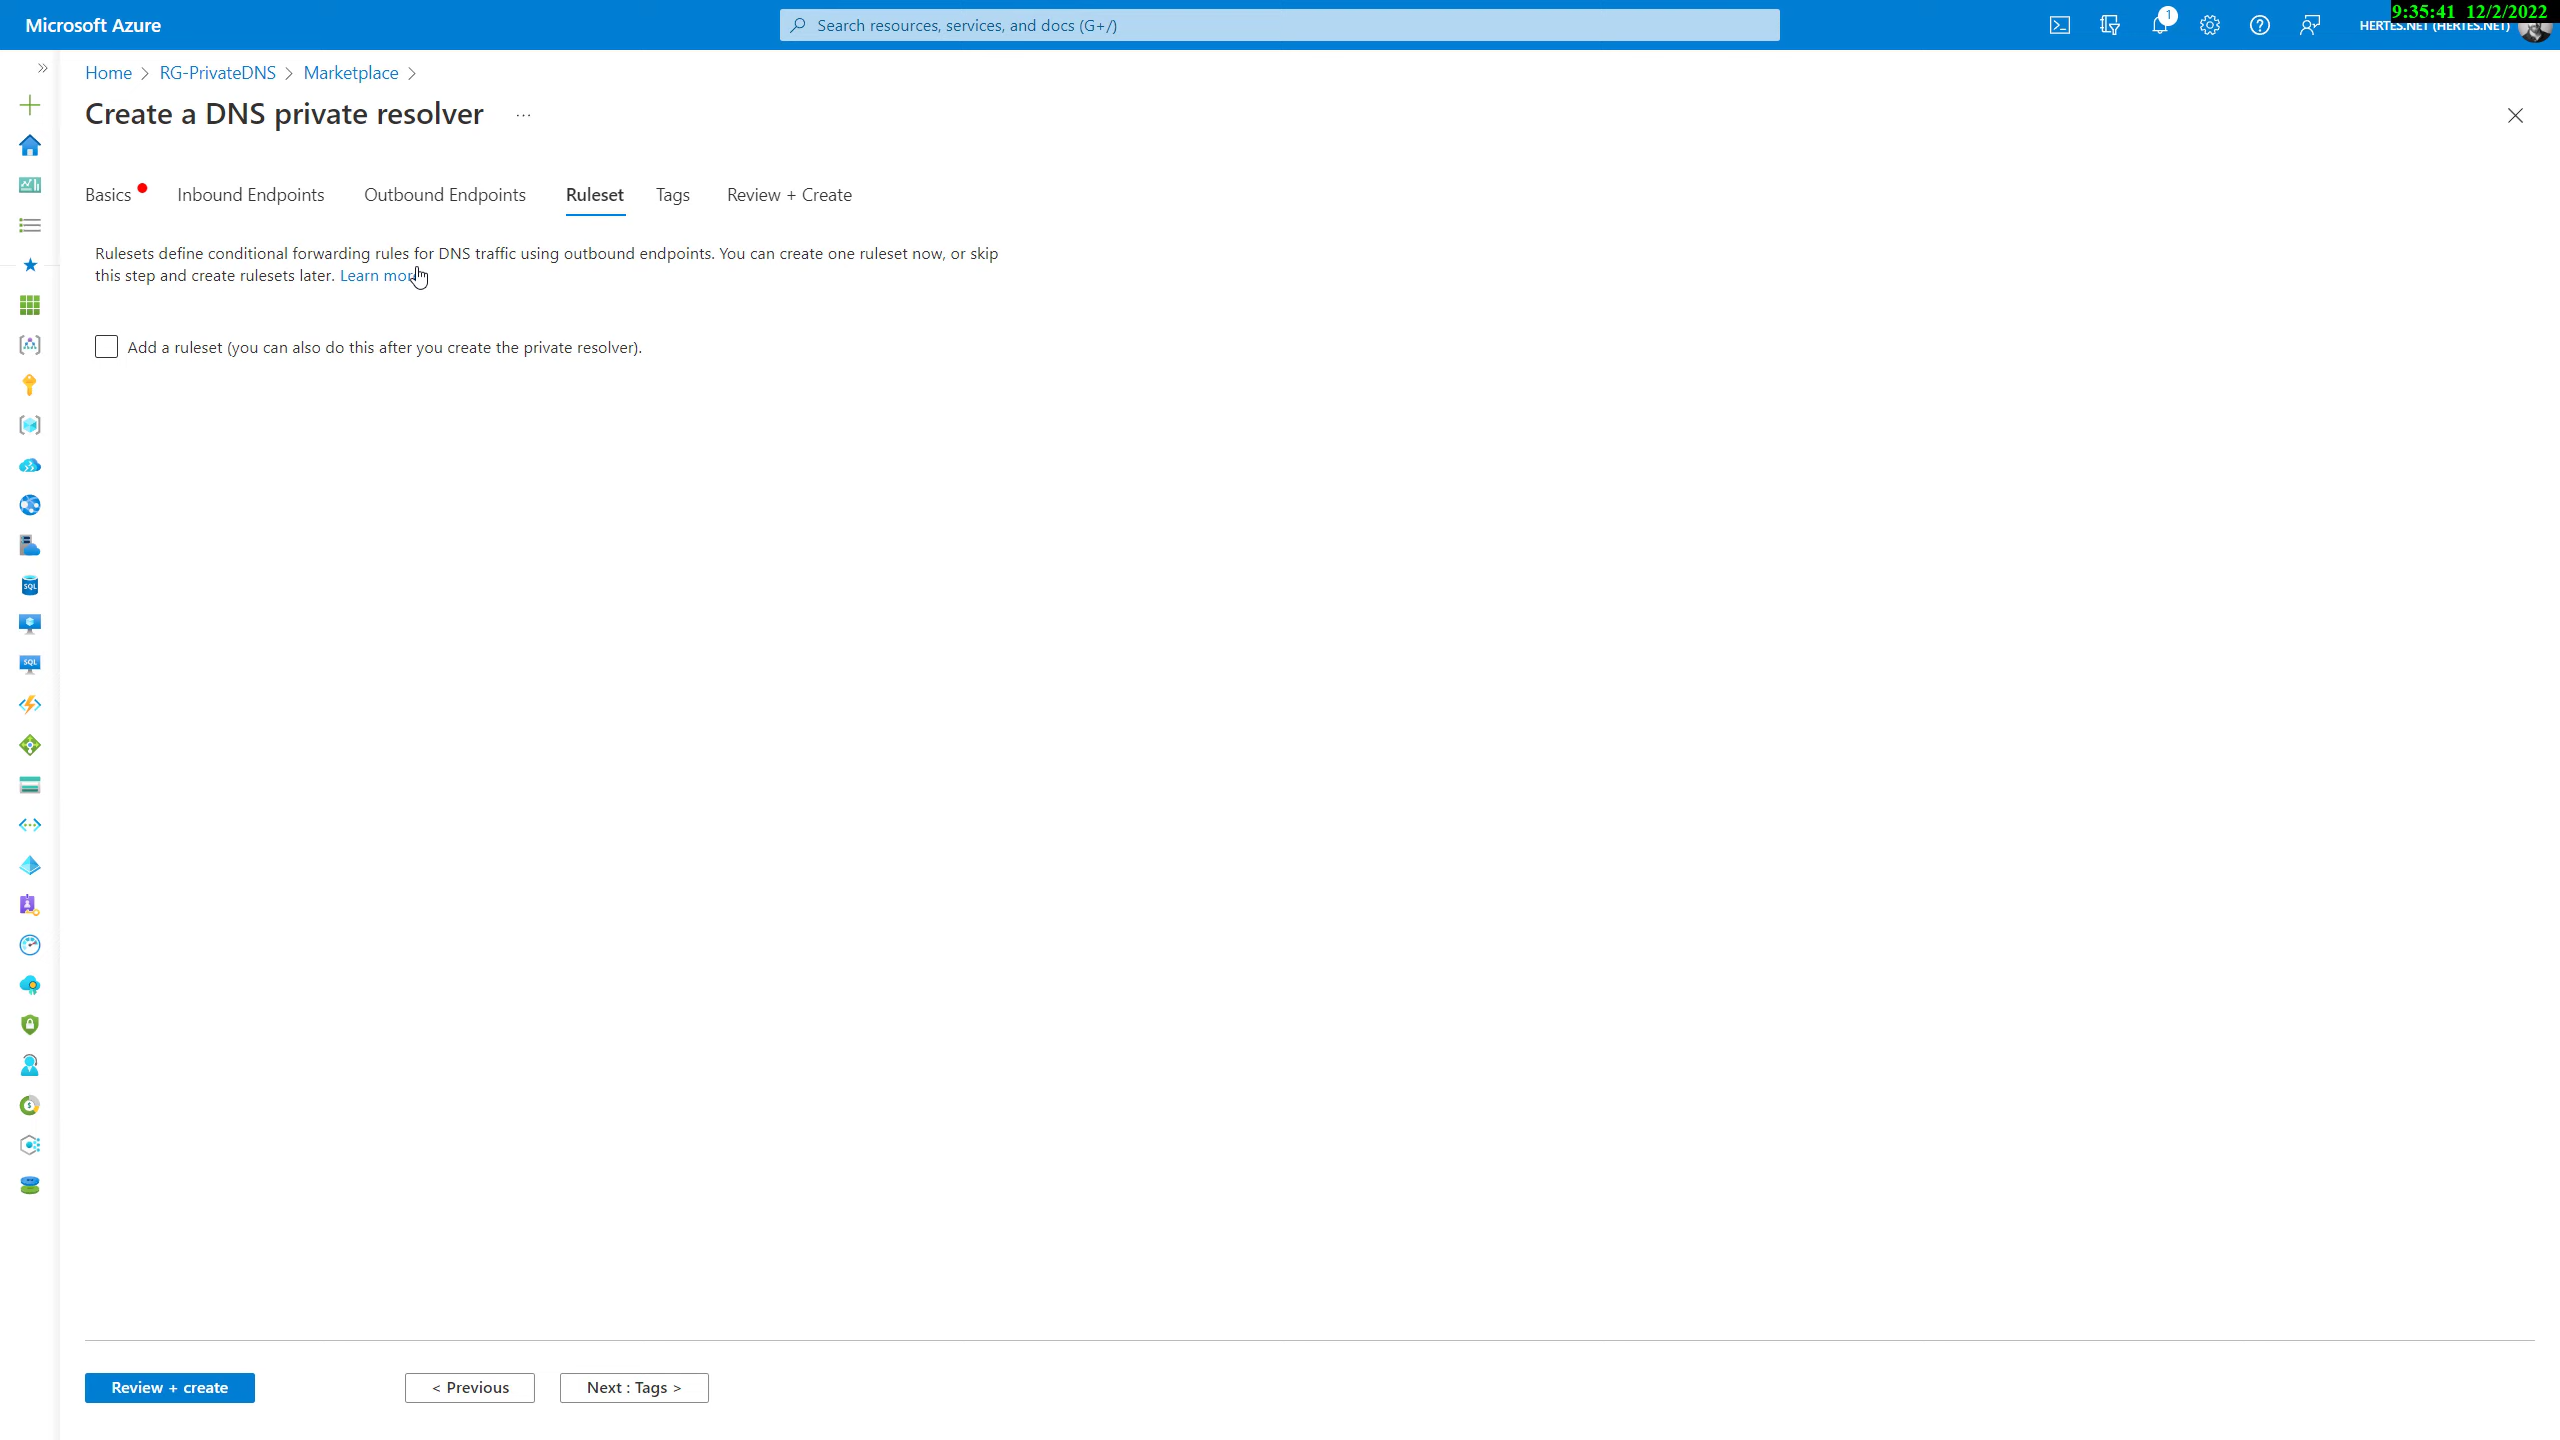 Microsoft Azure
Search resources, services, and docs (G+/)
1
9:35:41 12/2/2022
HERTES.NET (HERTES.NET)
Home > RG-PrivateDNS > Marketplace >
Create a DNS private resolver ...
Basics
Inbound Endpoints
Outbound Endpoints
Ruleset
Tags
Review + Create
Rulesets define conditional forwarding rules for DNS traffic using outbound endpoints. You can create one ruleset now, or skip
this step and create rulesets later. Learn more
Add a ruleset (you can also do this after you create the private resolver).
SQL
SQL
Review + create
< Previous
Next : Tags >